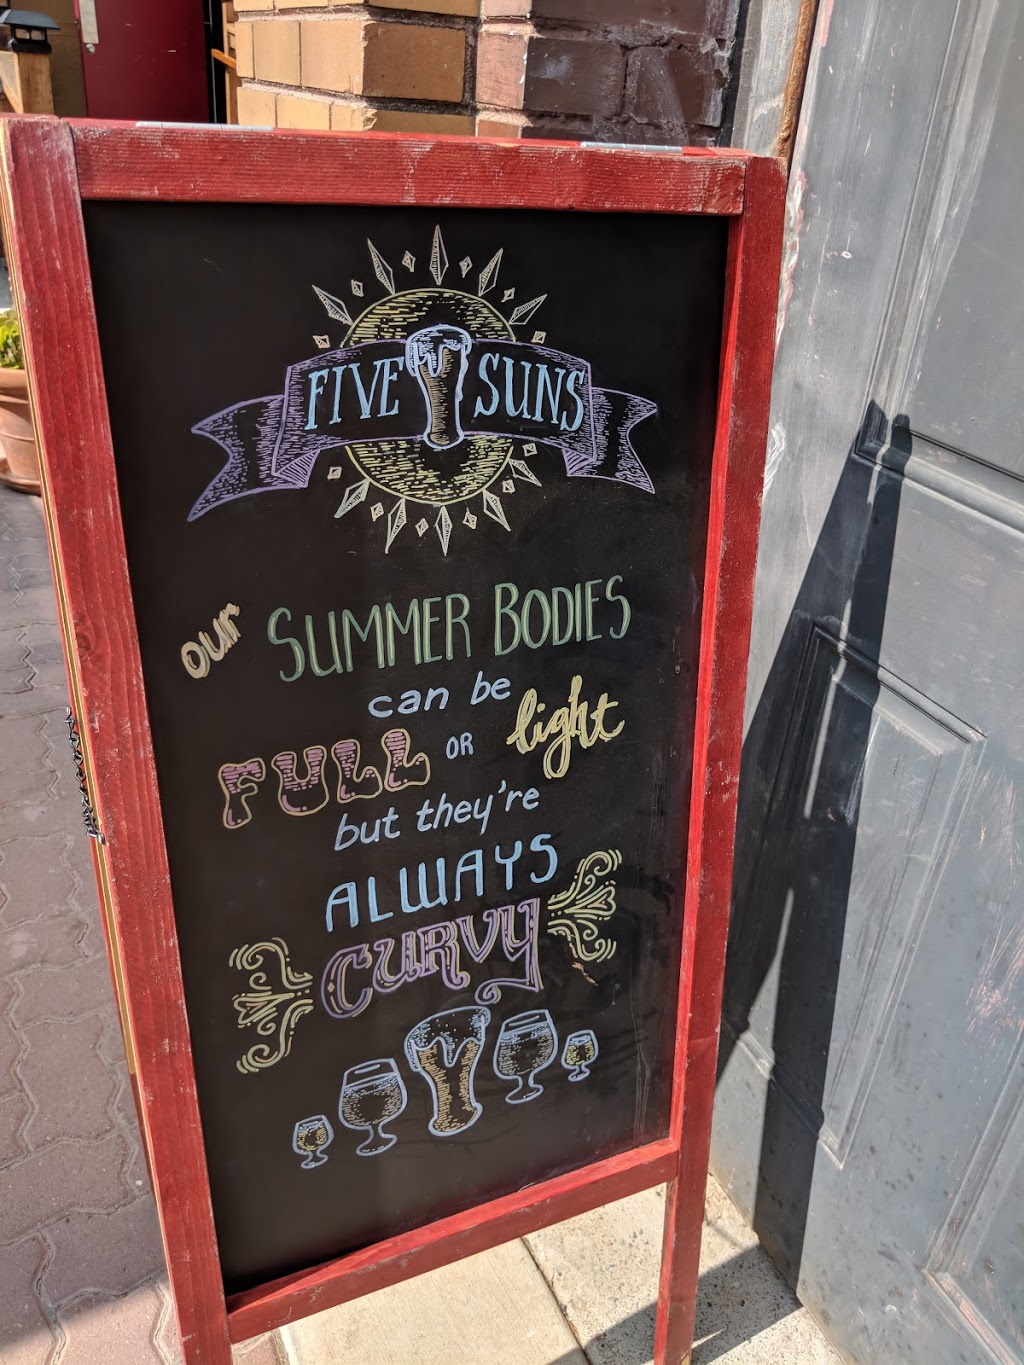 FIVE SUNS
our SUMMER BODIES
can be
FULL OR light
but they're
ALWAYS
CURVY